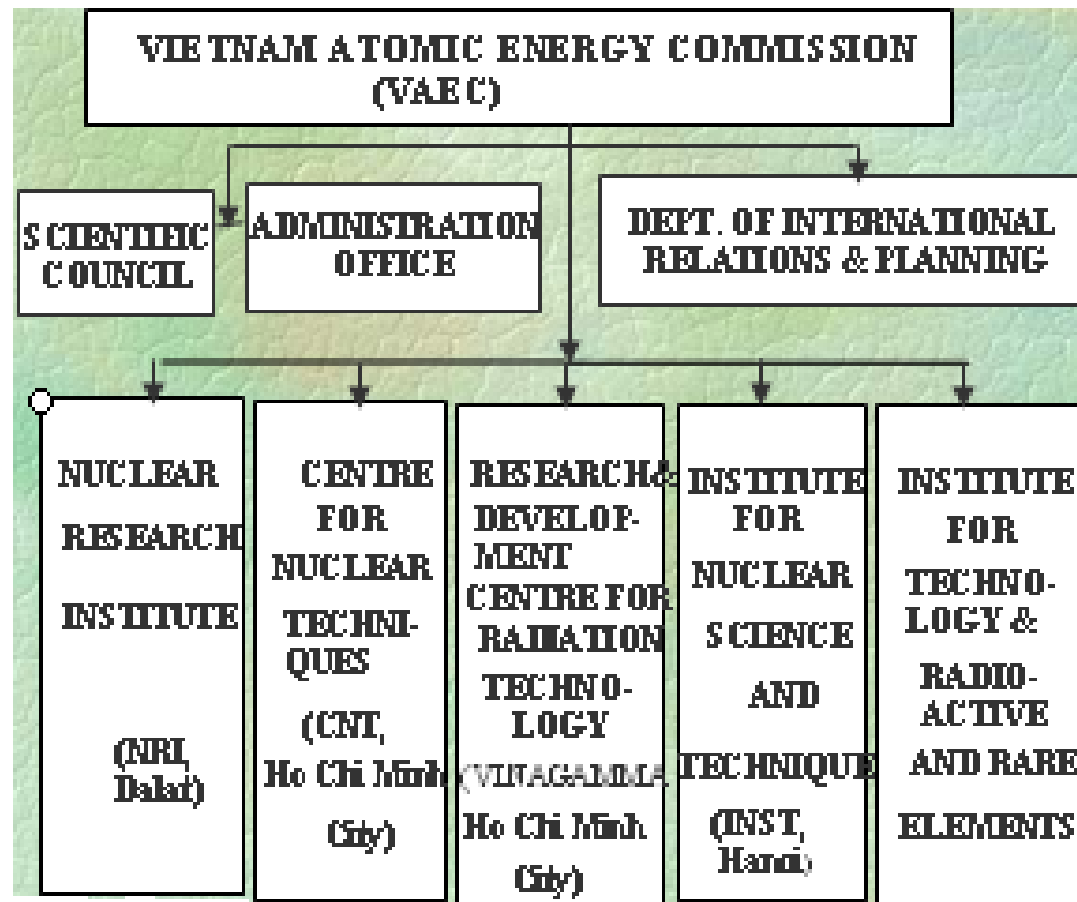 VIETNAM ATOMIC ENERGY COMMISSION
(VAEC)
SCIENTIFIC
COUNCIL
ADMINISTRATION
OFFICE
DEPT. OF INTERNATIONAL
RELATIONS & PLANNING
NUCLEAR
RESEARCH
INSTITUTE
(NRI,
Dalat)
CENTRE
FOR
NUCLEAR
TECHNI-
QUES
(CNT,
Ho Chi Minh
City)
RESEARCH &
DEVELOP-
MENT
CENTRE FOR
RADIATION
TECHNO-
LOGY
(VINAGAMMA
Ho Chi Minh
City)
INSTITUTE
FOR
NUCLEAR
SCIENCE
AND
TECHNIQUE
(INST,
Hanoi)
INSTITUTE
FOR
TECHNO-
LOGY &
RADIO-
ACTIVE
AND RARE
ELEMENTS